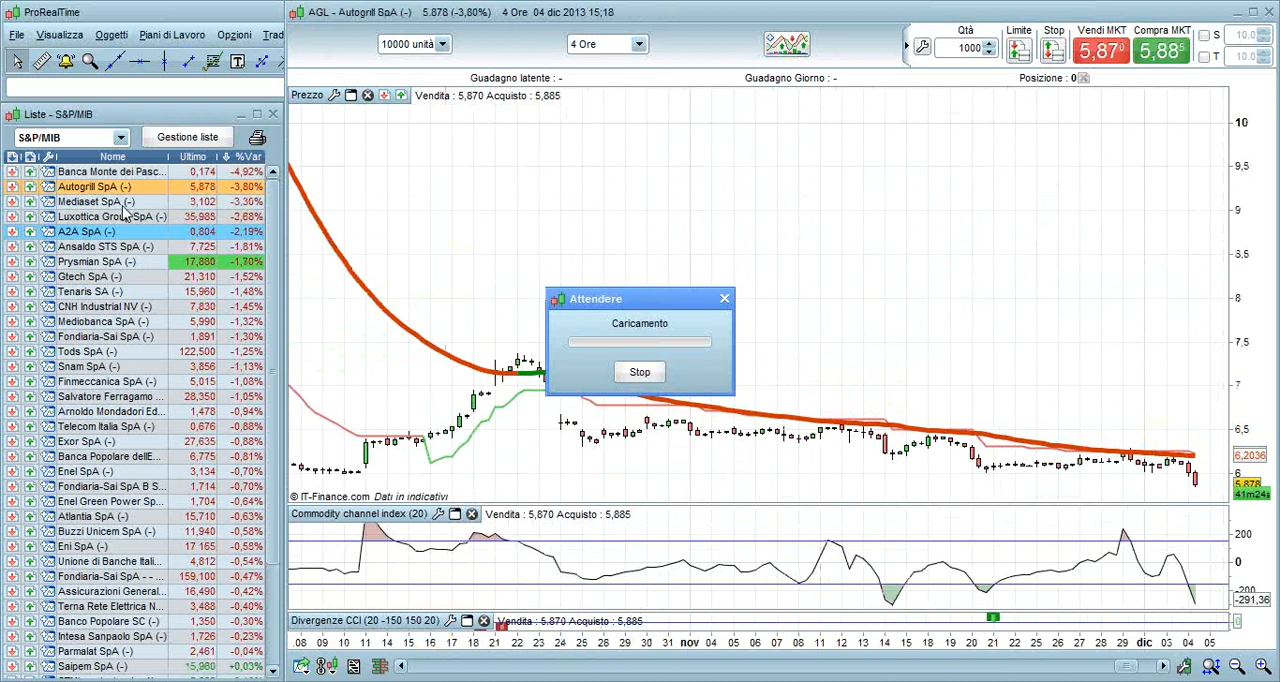 ProRealTime
File Visualizza Oggetti Piani di Lavoro Opzioni Trad
Liste - S&P/MIB
S&P/MIB Gestione liste
Nome Ultimo %Var
Banca Monte dei Pasc... 0,174 -4,92%
Autogrill SpA (-) 5,878 -3,80%
Mediaset SpA (-) 3,102 -3,30%
Luxottica Group SpA (-) 35,985 -2,88%
A2A SpA (-) 0,804 -2,19%
Ansaldo STS SpA (-) 7,725 -1,81%
Prysmian SpA (-) 17,880 -1,70%
Gtech SpA (-) 21,310 -1,52%
Tenaris SA (-) 15,960 -1,48%
CNH Industrial NV (-) 7,830 -1,45%
Mediobanca SpA (-) 5,990 -1,32%
Fondiaria-Sai SpA (-) 1,891 -1,30%
Tods SpA (-) 122,500 -1,25%
Snam SpA (-) 3,856 -1,13%
Finmeccanica SpA (-) 5,015 -1,08%
Salvatore Ferragamo ... 28,350 -1,05%
Arnoldo Mondadori Ed... 1,478 -0,94%
Telecom Italia SpA (-) 0,676 -0,88%
Exor SpA (-) 27,635 -0,88%
Banca Popolare dellE... 6,775 -0,81%
Enel SpA (-) 3,134 -0,70%
Fondiaria-Sai SpA B S... 1,714 -0,70%
Enel Green Power Sp... 1,704 -0,64%
Atlantia SpA (-) 15,710 -0,63%
Buzzi Unicem SpA (-) 11,940 -0,58%
Eni SpA (-) 17 165 -0,58%
Unione di Banche Itali... 4,812 -0,54%
Fondiaria-Sai SpA - -... 159,100 -0,47%
Assicurazioni General... 16,490 -0,42%
Terna Rete Elettrica N... 3,488 -0,40%
Banco Popolare SC (-) 1,350 -0,30%
Intesa Sanpaolo SpA (-) 1,726 -0,23%
Parmalat SpA (-) 2,461 -0,04%
Saipem SpA (-) 15,980 +0,03%
AGL - Autogrill SpA (-) 5.878 (-3,80%) 4 Ore 04 dic 2013 15,18
10000 unità 4 Ore
Qtà Limite Stop Vendi MKT Compra MKT
1000 5,87⁰ 5,88⁵
S 10.0
T 10.0
Guadagno latente : - Guadagno Giorno : - Posizione : 0
Prezzo Vendita : 5,870 Acquisto : 5,885
10
9,5
9
8,5
8
7,5
7
6,5
6,2036
6
5,878
41m24s
Attendere
Caricamento
Stop
© IT-Finance.com Dati in indicativi
Commodity channel index (20) Vendita : 5,870 Acquisto : 5,885
200
0
-200
-291,36
Divergenze CCI (20 -150 150 20) Vendita : 5,870 Acquisto : 5,885
0
08 09 10 11 14 15 16 17 18 21 22 23 24 25 28 29 30 31 nov 04 05 06 07 08 11 12 13 14 15 18 19 20 21 22 25 26 27 28 29 dic 03 04 05